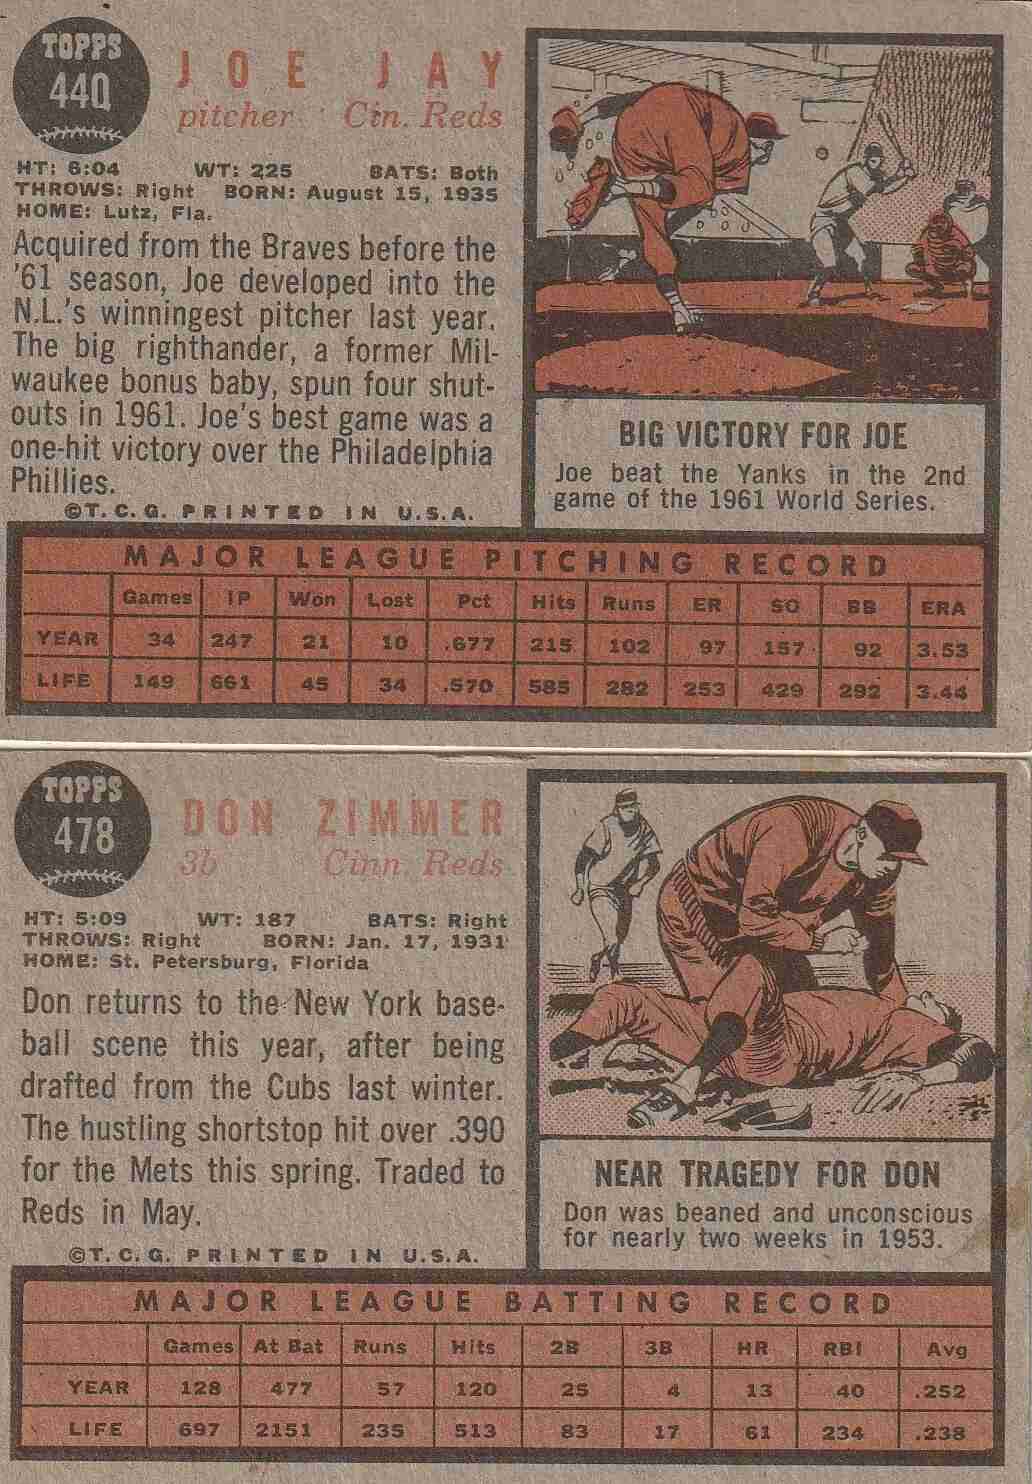 TOPPS
440
JOE JAY
pitcher Cin. Reds
HT: 6:04 WT: 225 BATS: Both
THROWS: Right BORN: August 15, 1935
HOME: Lutz, Fla.
Acquired from the Braves before the
'61 season, Joe developed into the
N.L.'s winningest pitcher last year.
The big righthander, a former Mil-
waukee bonus baby, spun four shut-
outs in 1961. Joe's best game was a
one-hit victory over the Philadelphia
Phillies.
©T.C.G. PRINTED IN U.S.A.
BIG VICTORY FOR JOE
Joe beat the Yanks in the 2nd
game of the 1961 World Series.
MAJOR LEAGUE PITCHING RECORD
Games IP Won Lost Pct Hits Runs ER SO BB ERA
YEAR 34 247 21 10 .677 215 102 97 157 92 3.53
LIFE 149 661 45 34 .570 585 282 253 429 292 3.44
TOPPS
478
DON ZIMMER
3b Cinn. Reds
HT: 5:09 WT: 187 BATS: Right
THROWS: Right BORN: Jan. 17, 1931
HOME: St. Petersburg, Florida
Don returns to the New York base-
ball scene this year, after being
drafted from the Cubs last winter.
The hustling shortstop hit over .390
for the Mets this spring. Traded to
Reds in May.
©T.C.G. PRINTED IN U.S.A.
NEAR TRAGEDY FOR DON
Don was beaned and unconscious
for nearly two weeks in 1953.
MAJOR LEAGUE BATTING RECORD
Games At Bat Runs Hits 2B 3B HR RBI Avg
YEAR 128 477 57 120 25 4 13 40 .252
LIFE 697 2151 235 513 83 17 61 234 .238